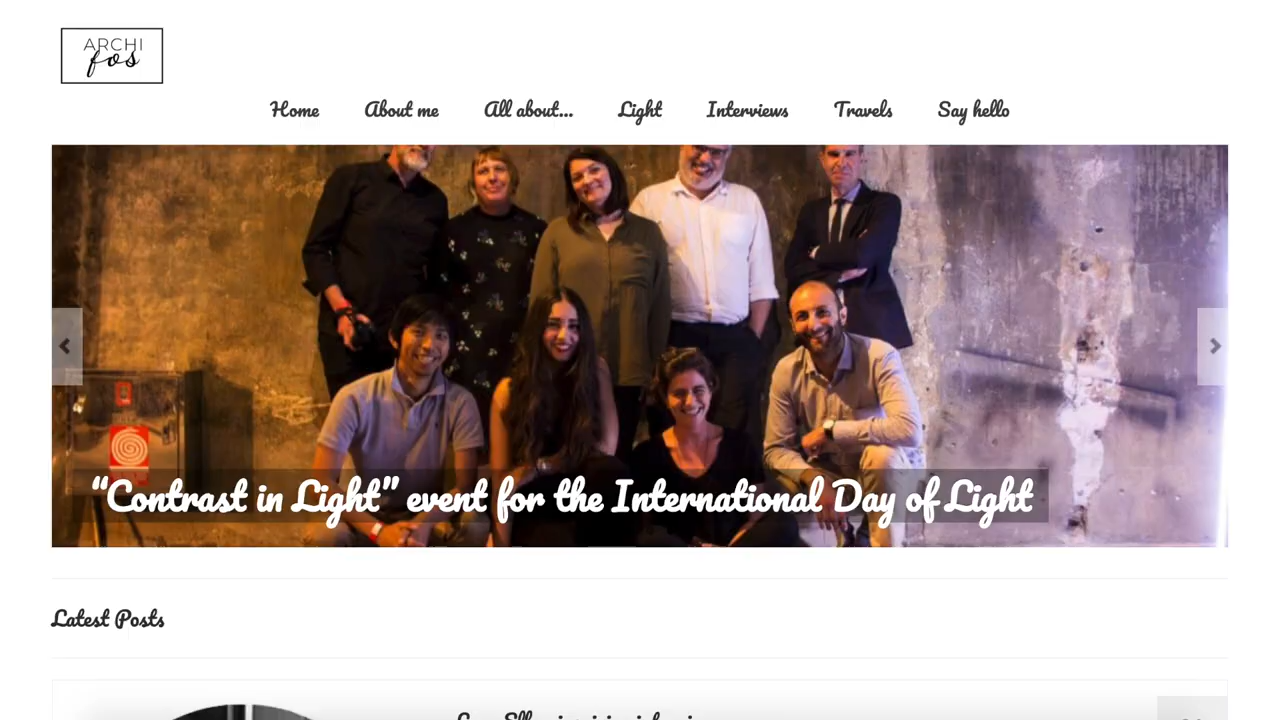 ARCHI
fos
Home About me All about... Light Interviews Travels Say hello
“Contrast in Light” event for the International Day of Light
Latest Posts